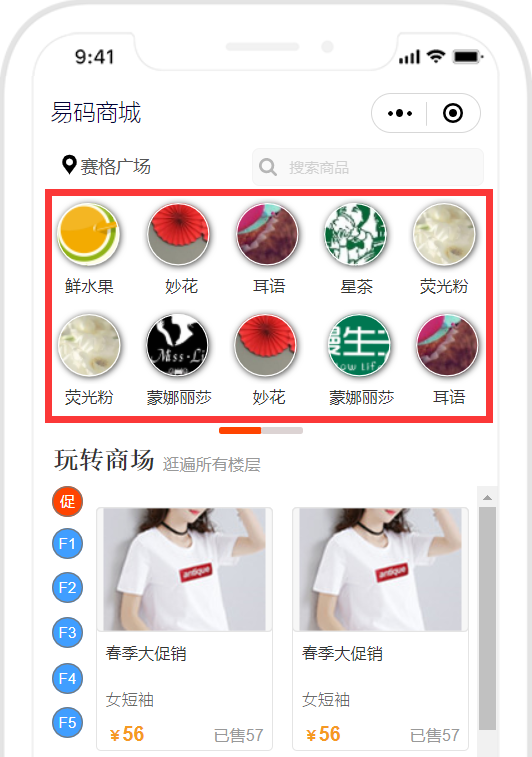 9:41
易码商城
赛格广场 搜索商品
鲜水果 妙花 耳语 星茶 荧光粉
Miss·Li
荧光粉 蒙娜丽莎 妙花 蒙娜丽莎 耳语
玩转商场 逛遍所有楼层
促
F1
F2
F3
F4
F5
antique antique
春季大促销 春季大促销
女短袖 女短袖
¥56 已售57 ¥56 已售57